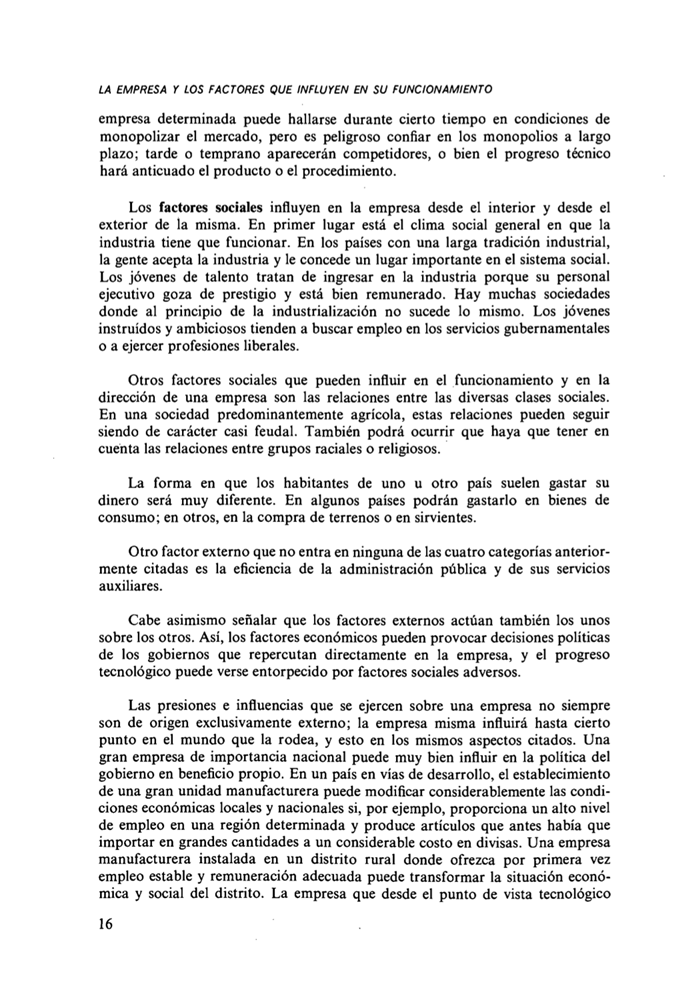 LA EMPRESA Y LOS FACTORES QUE INFLUYEN EN SU FUNCIONAMIENTO
empresa determinada puede hallarse durante cierto tiempo en condiciones de
monopolizar el mercado, pero es peligroso confiar en los monopolios a largo
plazo; tarde o temprano aparecerán competidores, o bien el progreso técnico
hará anticuado el producto o el procedimiento.
Los factores sociales influyen en la empresa desde el interior y desde el
exterior de la misma. En primer lugar está el clima social general en que la
industria tiene que funcionar. En los países con una larga tradición industrial,
la gente acepta la industria y le concede un lugar importante en el sistema social.
Los jóvenes de talento tratan de ingresar en la industria porque su personal
ejecutivo goza de prestigio y está bien remunerado. Hay muchas sociedades
donde al principio de la industrialización no sucede lo mismo. Los jóvenes
instruídos y ambiciosos tienden a buscar empleo en los servicios gubernamentales
o a ejercer profesiones liberales.
Otros factores sociales que pueden influir en el funcionamiento y en la
dirección de una empresa son las relaciones entre las diversas clases sociales.
En una sociedad predominantemente agrícola, estas relaciones pueden seguir
siendo de carácter casi feudal. También podrá ocurrir que haya que tener en
cuenta las relaciones entre grupos raciales o religiosos.
La forma en que los habitantes de uno u otro país suelen gastar su
dinero será muy diferente. En algunos países podrán gastarlo en bienes de
consumo; en otros, en la compra de terrenos o en sirvientes.
Otro factor externo que no entra en ninguna de las cuatro categorías anterior-
mente citadas es la eficiencia de la administración pública y de sus servicios
auxiliares.
Cabe asimismo señalar que los factores externos actúan también los unos
sobre los otros. Así, los factores económicos pueden provocar decisiones políticas
de los gobiernos que repercutan directamente en la empresa, y el progreso
tecnológico puede verse entorpecido por factores sociales adversos.
Las presiones e influencias que se ejercen sobre una empresa no siempre
son de origen exclusivamente externo; la empresa misma influirá hasta cierto
punto en el mundo que la rodea, y esto en los mismos aspectos citados. Una
gran empresa de importancia nacional puede muy bien influir en la política del
gobierno en beneficio propio. En un país en vías de desarrollo, el establecimiento
de una gran unidad manufacturera puede modificar considerablemente las condi-
ciones económicas locales y nacionales si, por ejemplo, proporciona un alto nivel
de empleo en una región determinada y produce artículos que antes había que
importar en grandes cantidades a un considerable costo en divisas. Una empresa
manufacturera instalada en un distrito rural donde ofrezca por primera vez
empleo estable y remuneración adecuada puede transformar la situación econó-
mica y social del distrito. La empresa que desde el punto de vista tecnológico
16